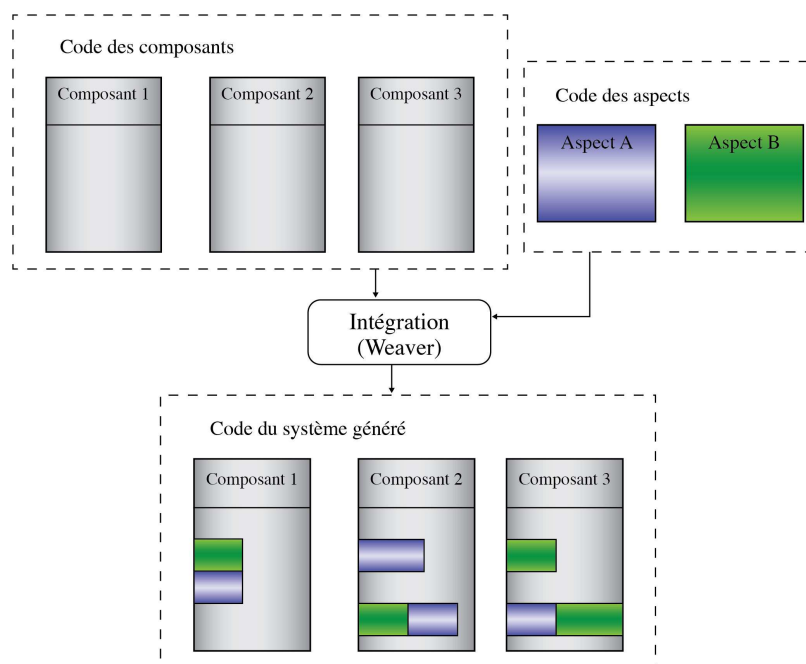 Code des composants
Composant 1
Composant 2
Composant 3
Code des aspects
Aspect A
Aspect B
Intégration
(Weaver)
Code du système généré
Composant 1
Composant 2
Composant 3